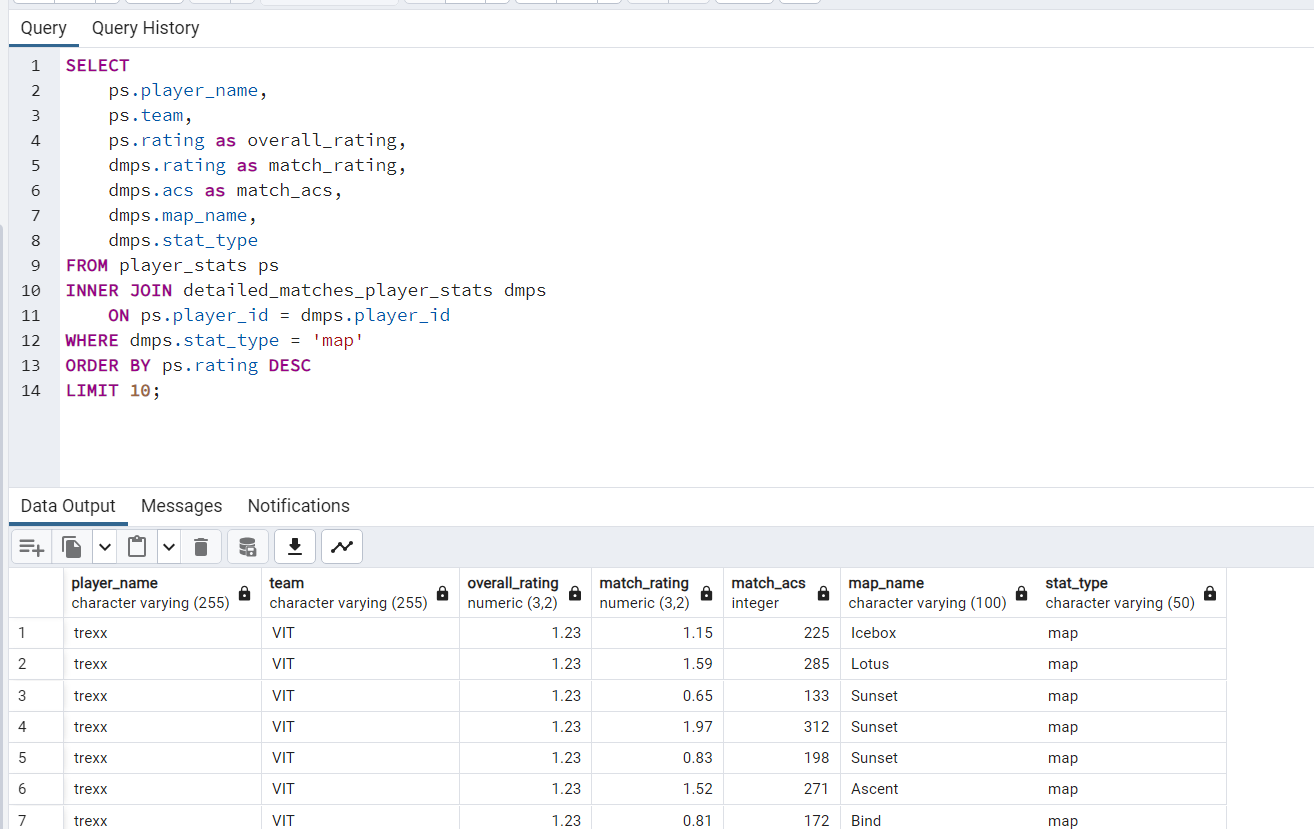 Query Query History
1 SELECT
2 ps.player_name,
3 ps.team,
4 ps.rating as overall_rating,
5 dmps.rating as match_rating,
6 dmps.acs as match_acs,
7 dmps.map_name,
8 dmps.stat_type
9 FROM player_stats ps
10 INNER JOIN detailed_matches_player_stats dmps
11 ON ps.player_id = dmps.player_id
12 WHERE dmps.stat_type = 'map'
13 ORDER BY ps.rating DESC
14 LIMIT 10;
Data Output Messages Notifications
player_name team overall_rating match_rating match_acs map_name stat_type
character varying (255) character varying (255) numeric (3,2) numeric (3,2) integer character varying (100) character varying (50)
1 trexx VIT 1.23 1.15 225 Icebox map
2 trexx VIT 1.23 1.59 285 Lotus map
3 trexx VIT 1.23 0.65 133 Sunset map
4 trexx VIT 1.23 1.97 312 Sunset map
5 trexx VIT 1.23 0.83 198 Sunset map
6 trexx VIT 1.23 1.52 271 Ascent map
7 trexx VIT 1.23 0.81 172 Bind map